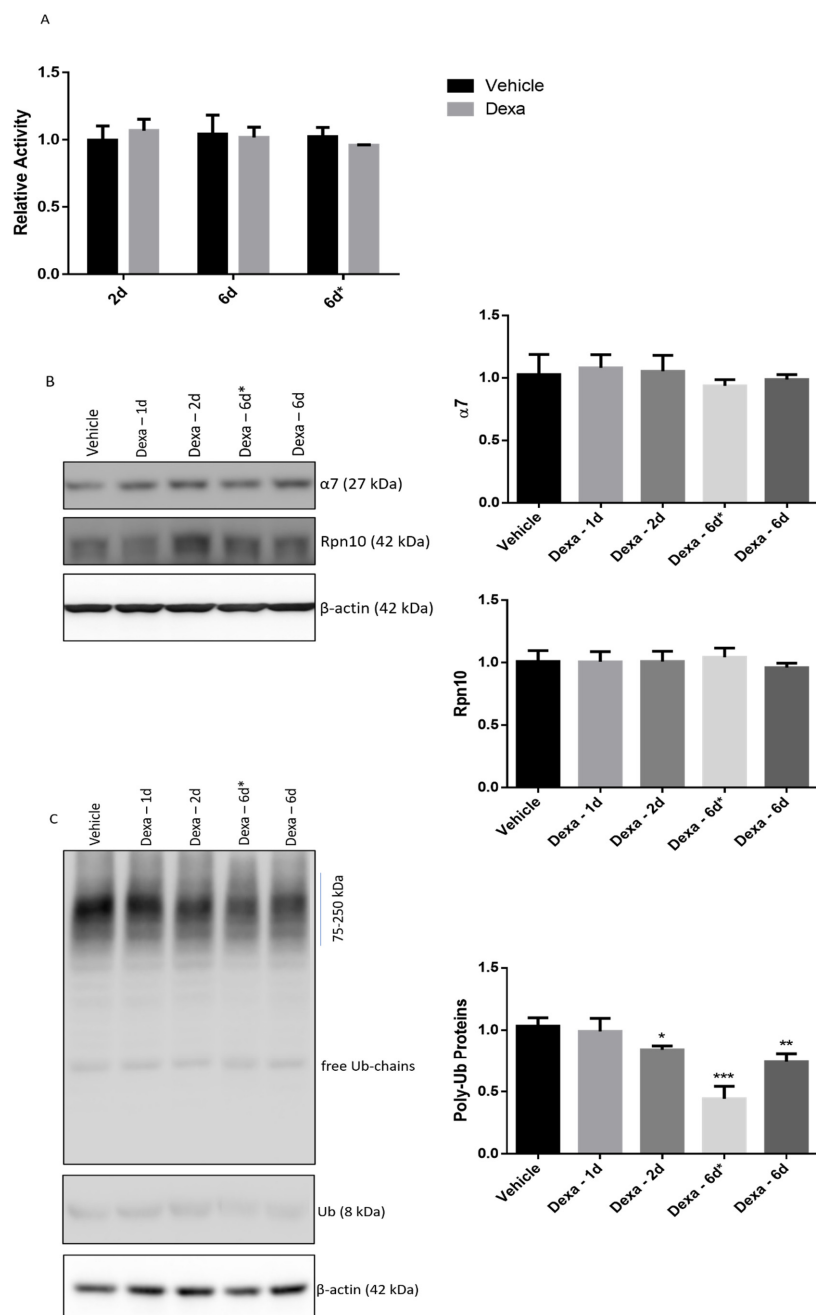 A
1.5
1.0
0.5
0.0
Relative Activity
2d
6d
6d*
Vehicle
Dexa
B
Vehicle
Dexa – 1d
Dexa – 2d
Dexa – 6d*
Dexa – 6d
α7 (27 kDa)
Rpn10 (42 kDa)
β-actin (42 kDa)
1.5
1.0
0.5
0.0
α7
Vehicle
Dexa - 1d
Dexa - 2d
Dexa - 6d*
Dexa - 6d
1.5
1.0
0.5
0.0
Rpn10
Vehicle
Dexa - 1d
Dexa - 2d
Dexa - 6d*
Dexa - 6d
C
Vehicle
Dexa – 1d
Dexa – 2d
Dexa – 6d*
Dexa – 6d
75-250 kDa
free Ub-chains
Ub (8 kDa)
β-actin (42 kDa)
1.5
1.0
0.5
0.0
Poly-Ub Proteins
*
***
**
Vehicle
Dexa - 1d
Dexa - 2d
Dexa - 6d*
Dexa - 6d